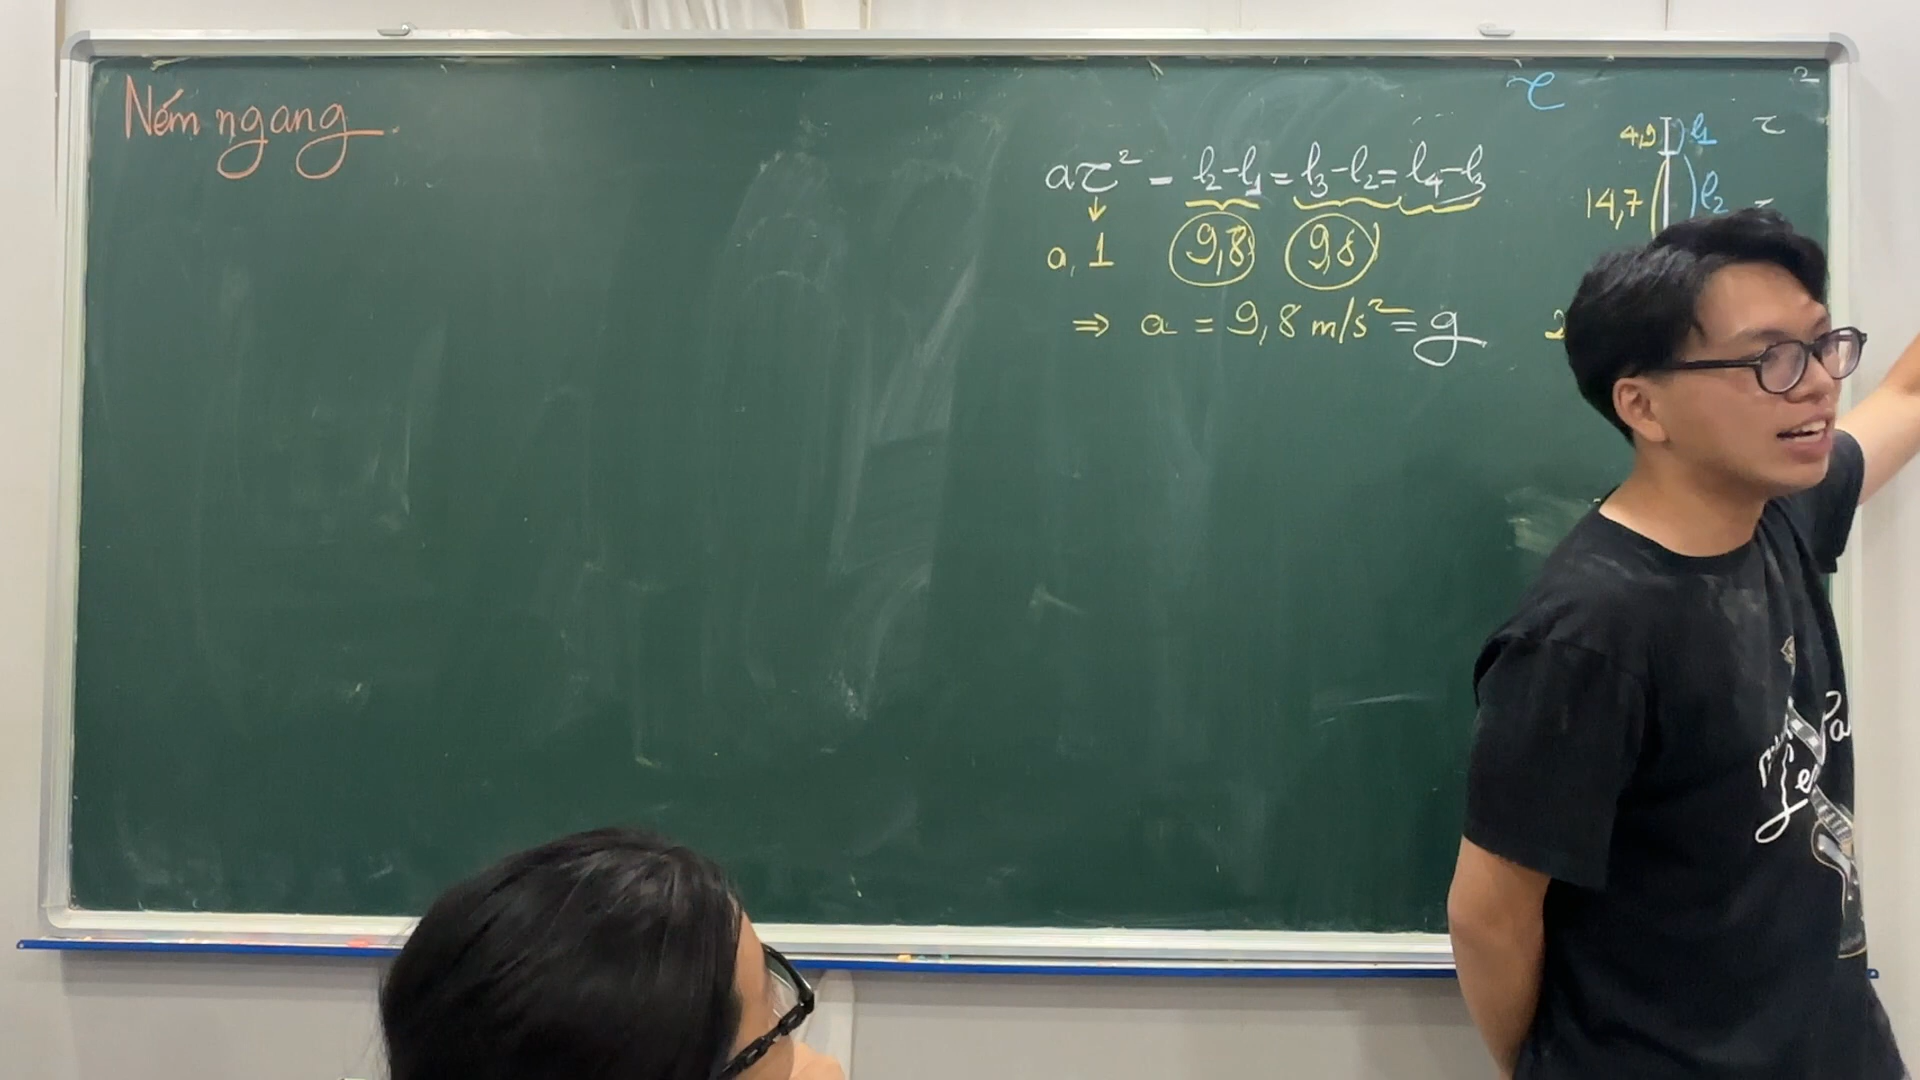 Ném ngang
τ
4,9 l1 τ
aτ² = l2-l1 = l3-l2 = l4-l3
14,7 l2
a, 1 9,8 9,8
⇒ a = 9,8 m/s² = g